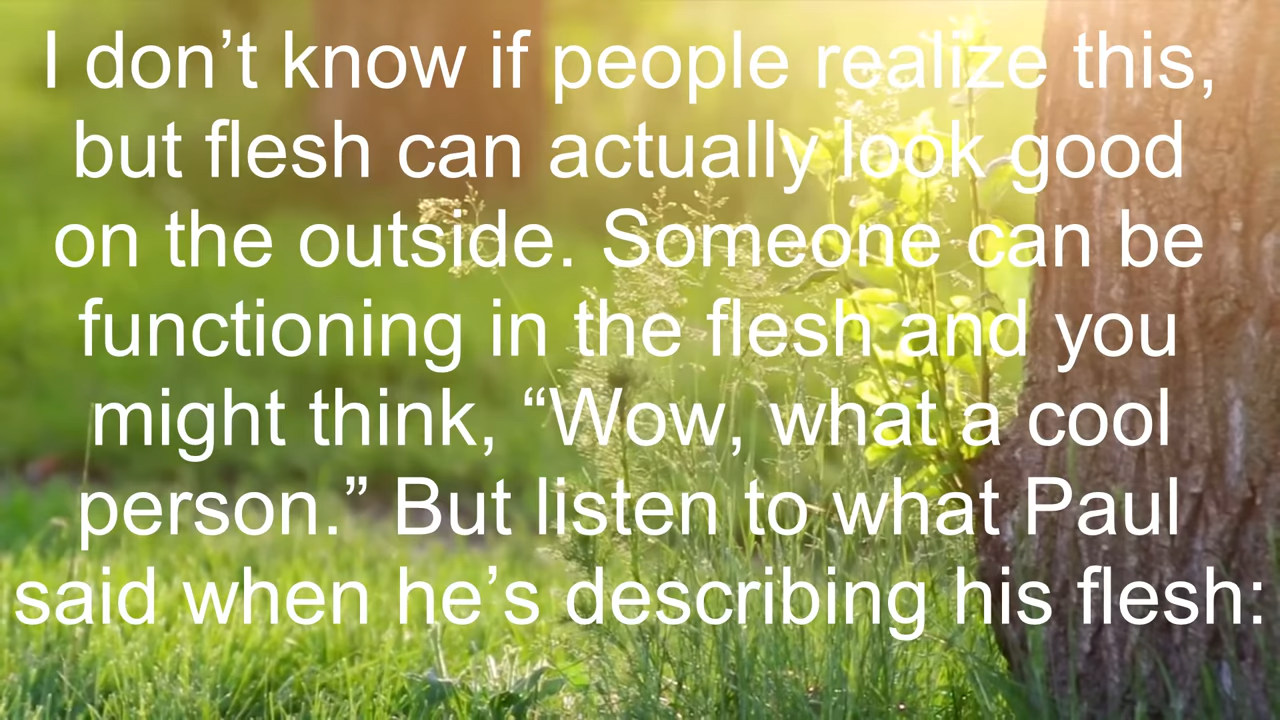 I don’t know if people realize this,
but flesh can actually look good
on the outside. Someone can be
functioning in the flesh and you
might think, “Wow, what a cool
person.” But listen to what Paul
said when he’s describing his flesh: